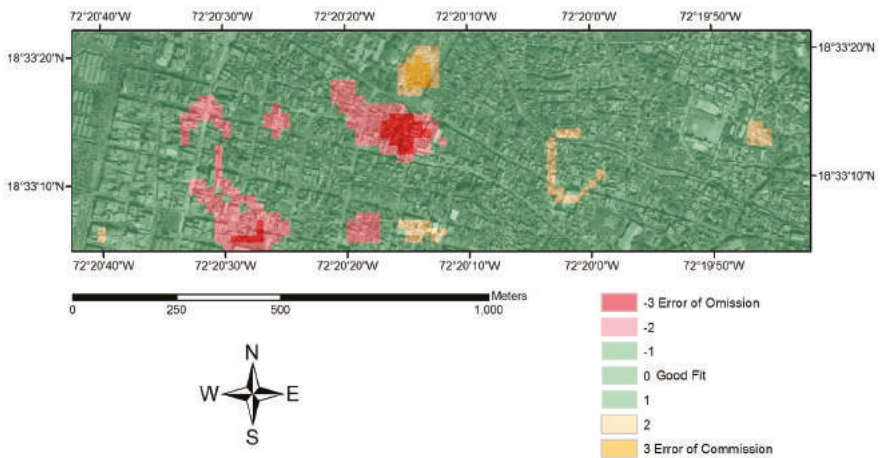 72°20'40"W 72°20'30"W 72°20'20"W 72°20'10"W 72°20'0"W 72°19'50"W
18°33'20"N 18°33'20"N
18°33'10"N 18°33'10"N
72°20'40"W 72°20'30"W 72°20'20"W 72°20'10"W 72°20'0"W 72°19'50"W
Meters
0 250 500 1,000
N
W E
S
-3 Error of Omission
-2
-1
0 Good Fit
1
2
3 Error of Commission